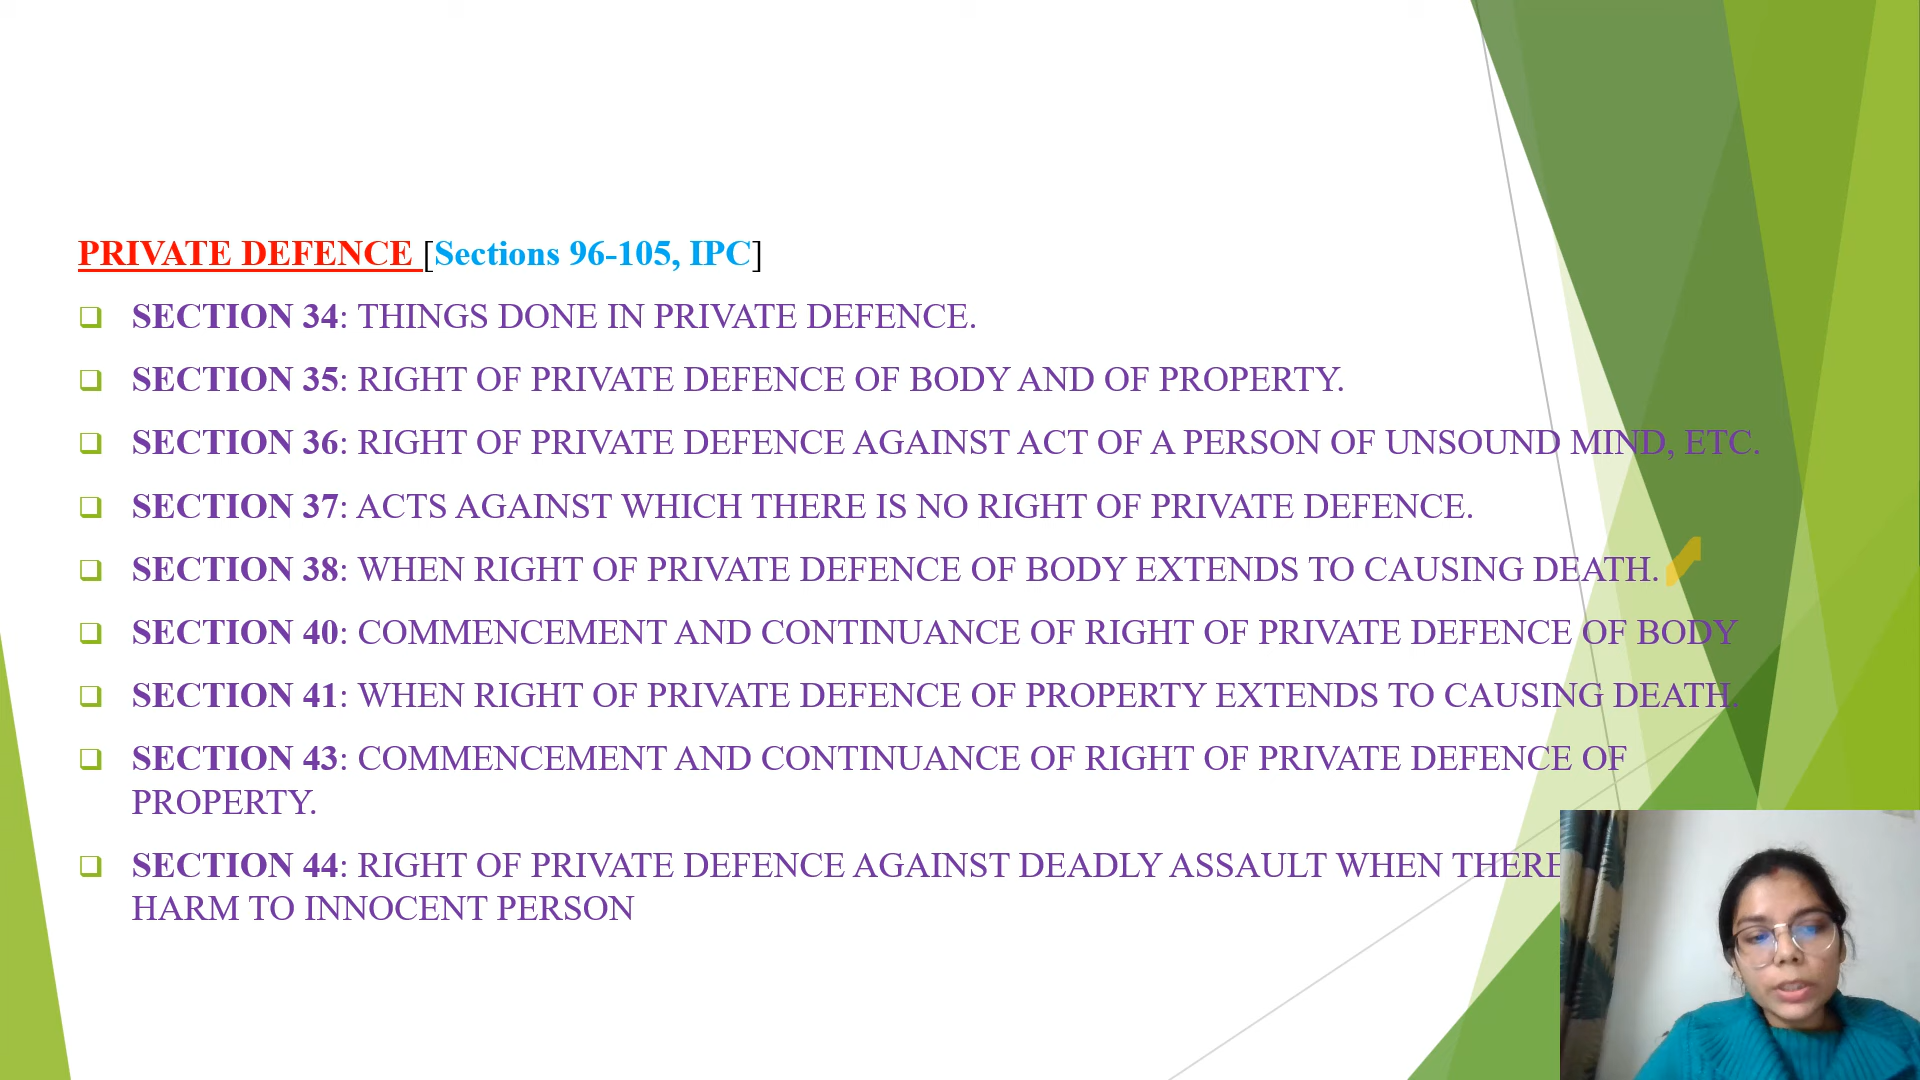 PRIVATE DEFENCE [Sections 96-105, IPC]
SECTION 34: THINGS DONE IN PRIVATE DEFENCE.
SECTION 35: RIGHT OF PRIVATE DEFENCE OF BODY AND OF PROPERTY.
SECTION 36: RIGHT OF PRIVATE DEFENCE AGAINST ACT OF A PERSON OF UNSOUND MIND, ETC.
SECTION 37: ACTS AGAINST WHICH THERE IS NO RIGHT OF PRIVATE DEFENCE.
SECTION 38: WHEN RIGHT OF PRIVATE DEFENCE OF BODY EXTENDS TO CAUSING DEATH.
SECTION 40: COMMENCEMENT AND CONTINUANCE OF RIGHT OF PRIVATE DEFENCE OF BODY
SECTION 41: WHEN RIGHT OF PRIVATE DEFENCE OF PROPERTY EXTENDS TO CAUSING DEATH.
SECTION 43: COMMENCEMENT AND CONTINUANCE OF RIGHT OF PRIVATE DEFENCE OF
PROPERTY.
SECTION 44: RIGHT OF PRIVATE DEFENCE AGAINST DEADLY ASSAULT WHEN THERE
HARM TO INNOCENT PERSON